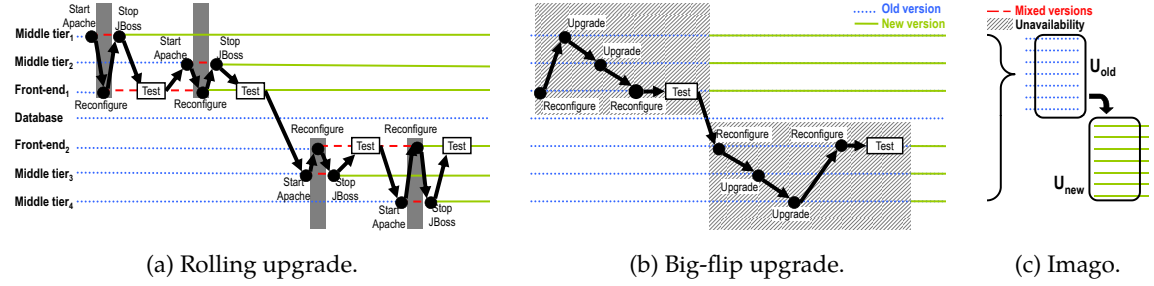 Start Apache
Stop JBoss
Middle tier1
Middle tier2
Front-end1
Database
Front-end2
Middle tier3
Middle tier4
Reconfigure
Test
Start Apache
Stop JBoss
Reconfigure
Test
Reconfigure
Start Apache
Stop JBoss
Test
Reconfigure
Start Apache
Stop JBoss
Test
Upgrade
Upgrade
Reconfigure
Reconfigure
Test
Reconfigure
Upgrade
Upgrade
Reconfigure
Test
Old version
New version
Mixed versions
Unavailability
Uold
Unew
(a) Rolling upgrade.
(b) Big-flip upgrade.
(c) Imago.